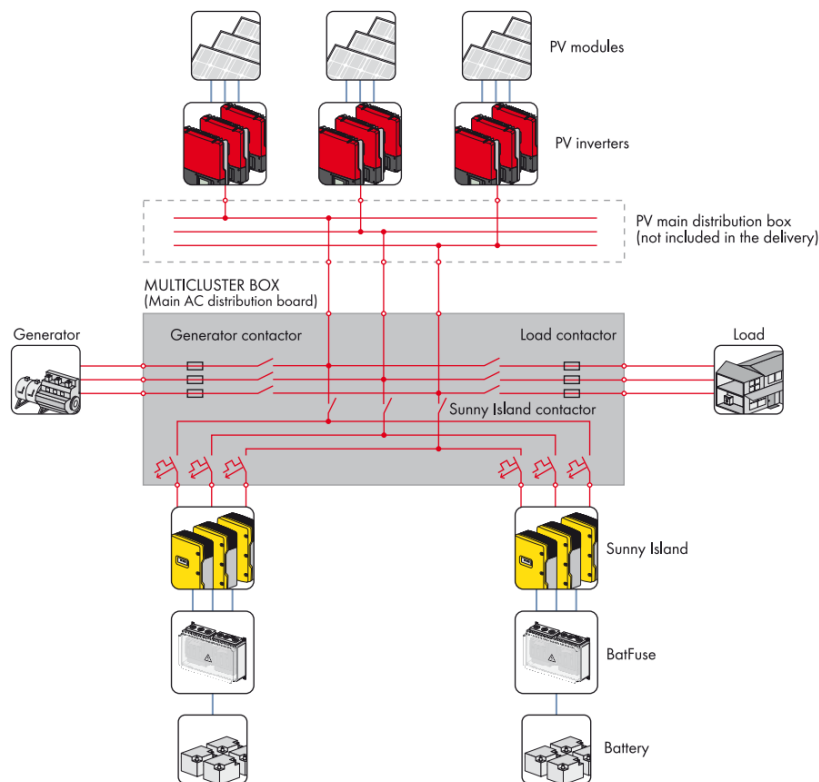 PV modules
PV inverters
PV main distribution box
(not included in the delivery)
MULTICLUSTER BOX
(Main AC distribution board)
Generator
Generator contactor
Load contactor
Load
Sunny Island contactor
Sunny Island
BatFuse
Battery